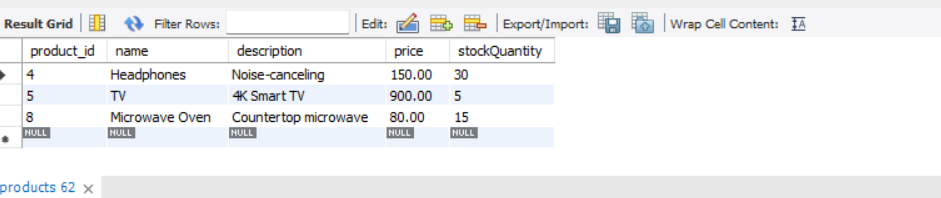 Result Grid Filter Rows: Edit: Export/Import: Wrap Cell Content:
product_id name description price stockQuantity
4 Headphones Noise-canceling 150.00 30
5 TV 4K Smart TV 900.00 5
8 Microwave Oven Countertop microwave 80.00 15
NULL NULL NULL NULL NULL
products 62